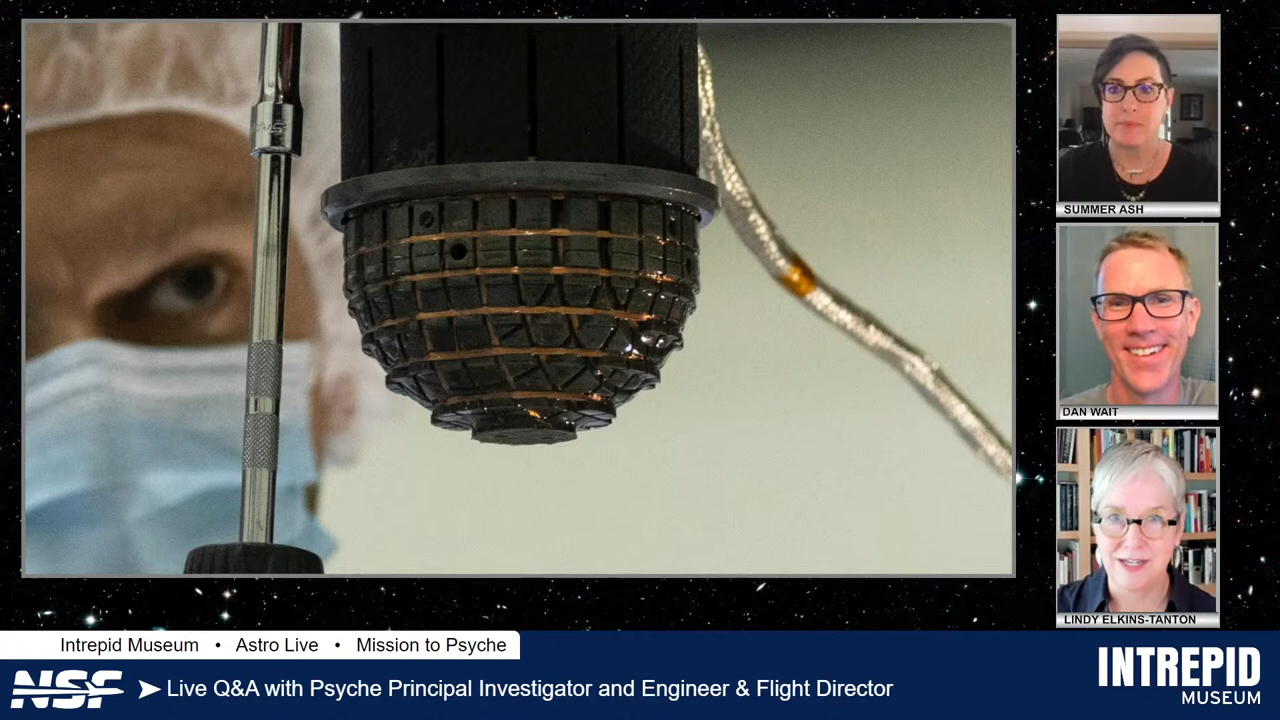 SUMMER ASH
DAN WAIT
LINDY ELKINS-TANTON
Intrepid Museum • Astro Live • Mission to Psyche
NSF
Live Q&A with Psyche Principal Investigator and Engineer & Flight Director
INTREPID
MUSEUM